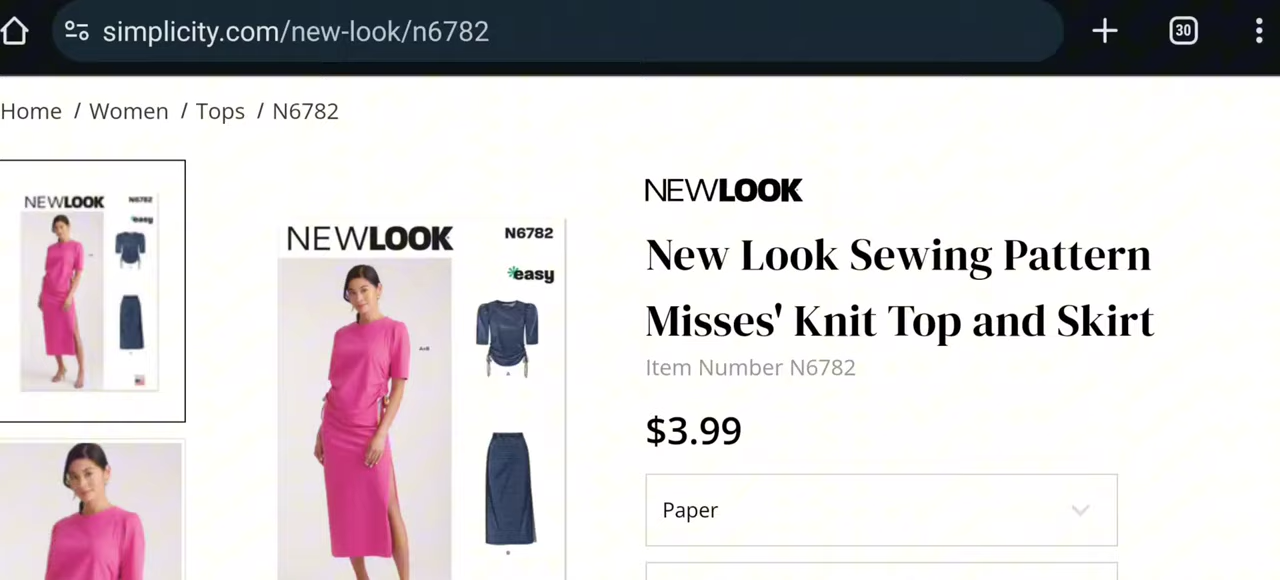 simplicity.com/new-look/n6782
30
Home / Women / Tops / N6782
NEWLOOK
N6782
easy
NEWLOOK
N6782
easy
A+B
A
B
NEWLOOK
New Look Sewing Pattern
Misses' Knit Top and Skirt
Item Number N6782
$3.99
Paper